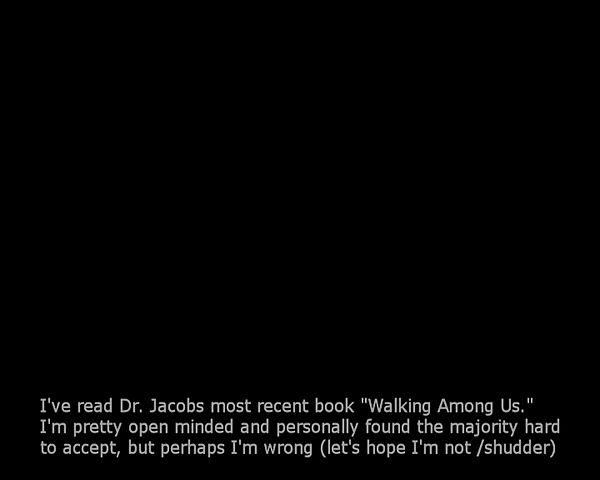 I've read Dr. Jacobs most recent book "Walking Among Us."
I'm pretty open minded and personally found the majority hard
to accept, but perhaps I'm wrong (let's hope I'm not /shudder)